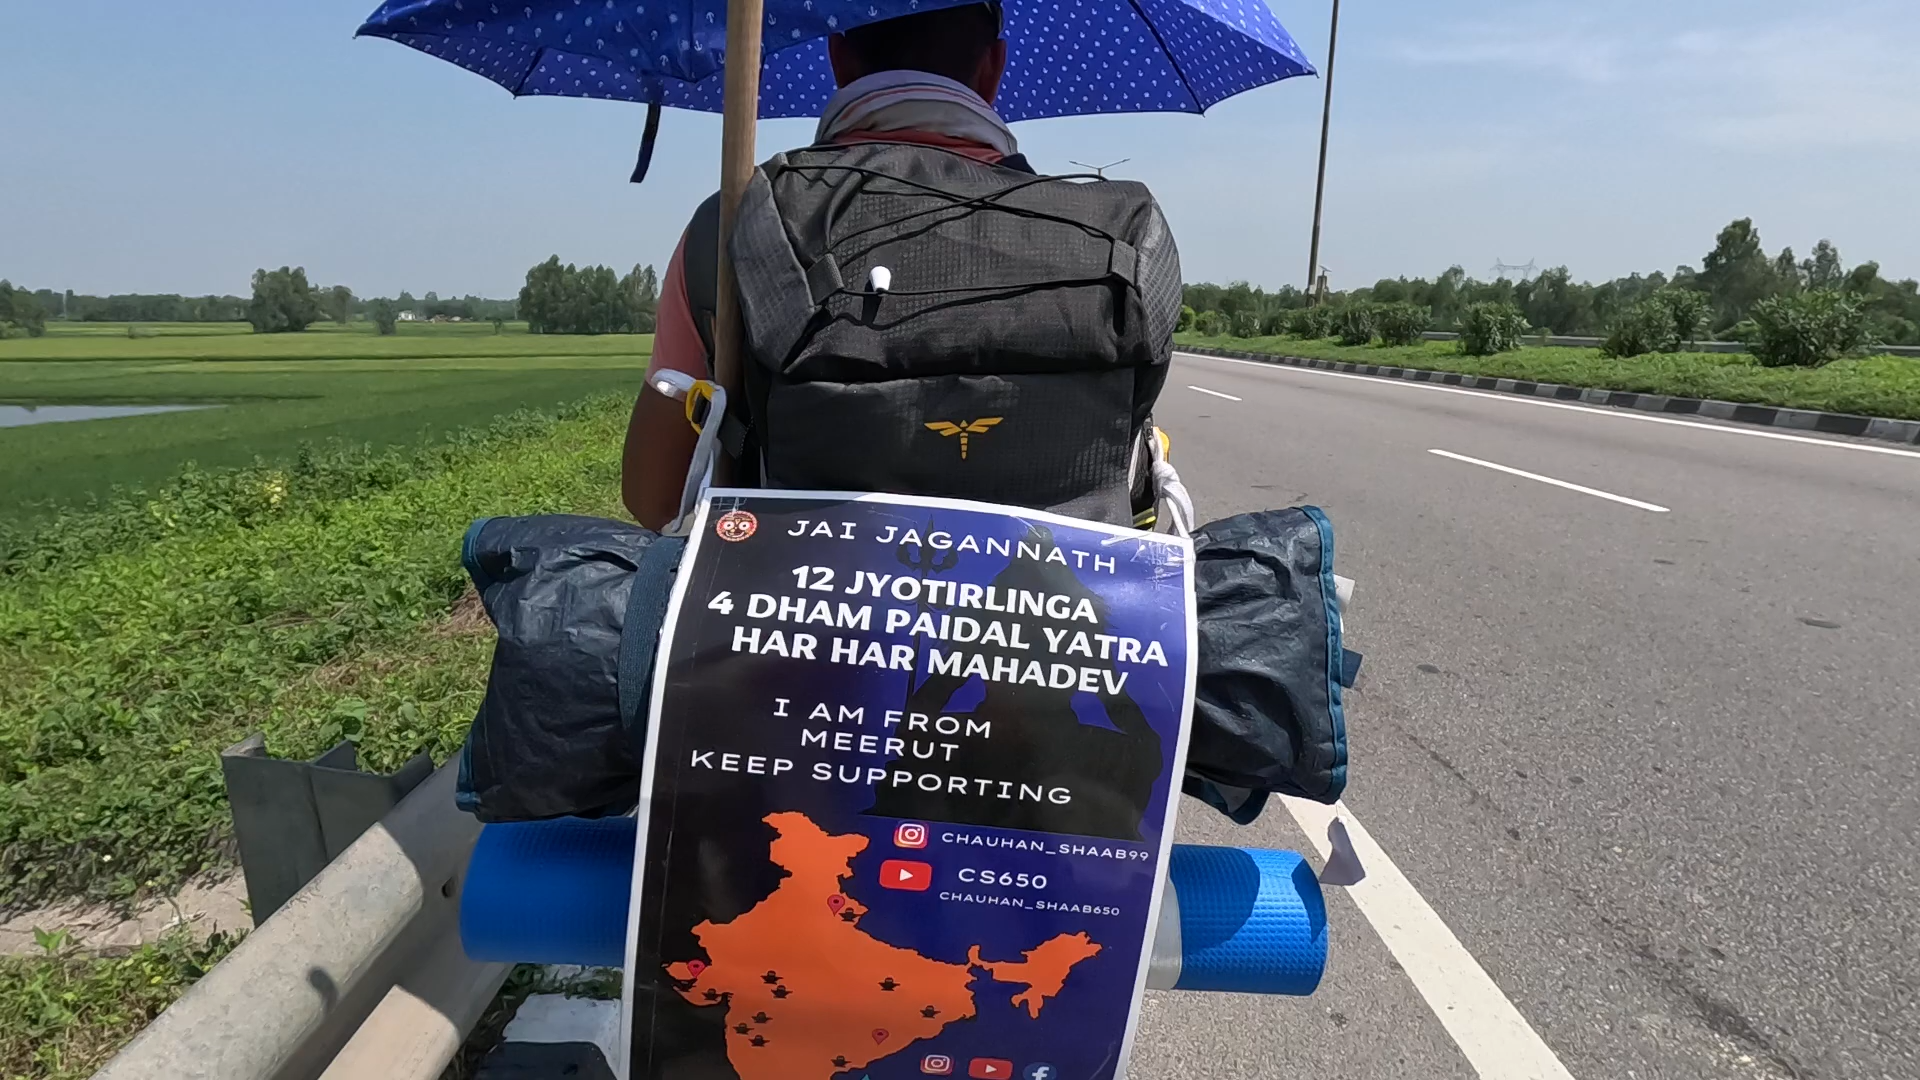 JAI JAGANNATH
12 JYOTIRLINGA
4 DHAM PAIDAL YATRA
HAR HAR MAHADEV
I AM FROM
MEERUT
KEEP SUPPORTING
CHAUHAN_SHAAB99
CS650
CHAUHAN_SHAAB650